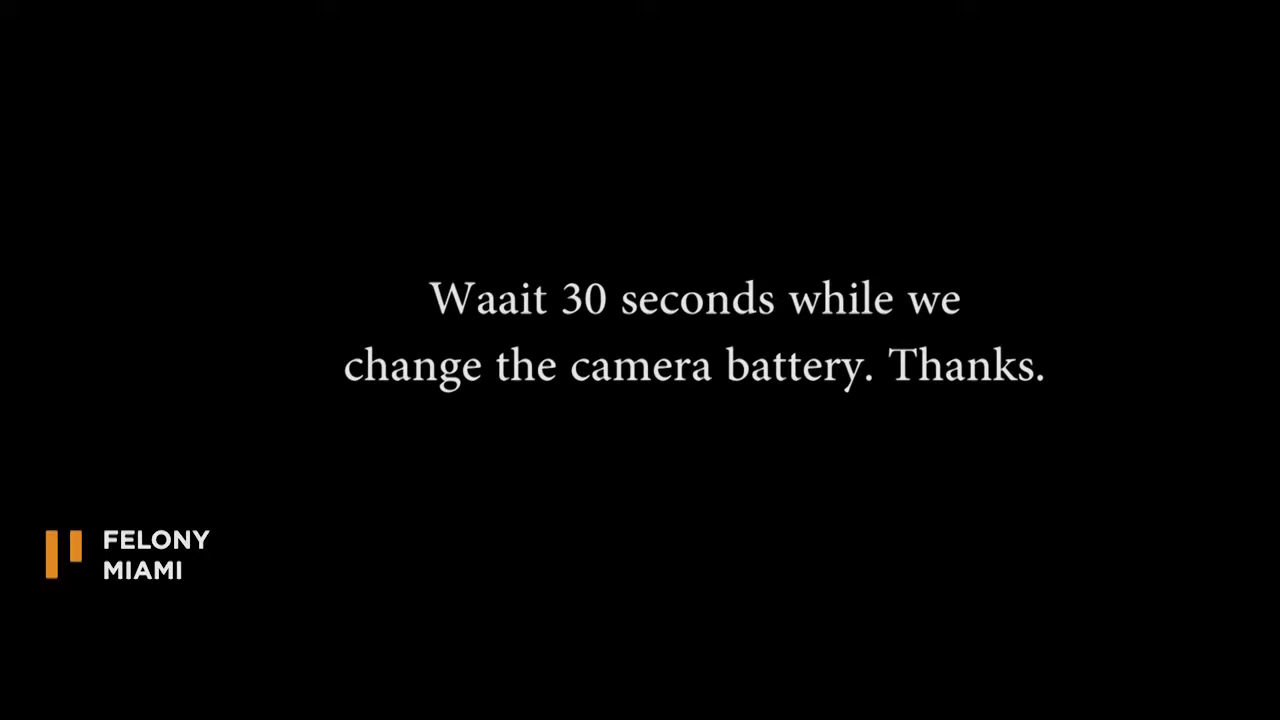 Waait 30 seconds while we
change the camera battery. Thanks.
FELONY
MIAMI